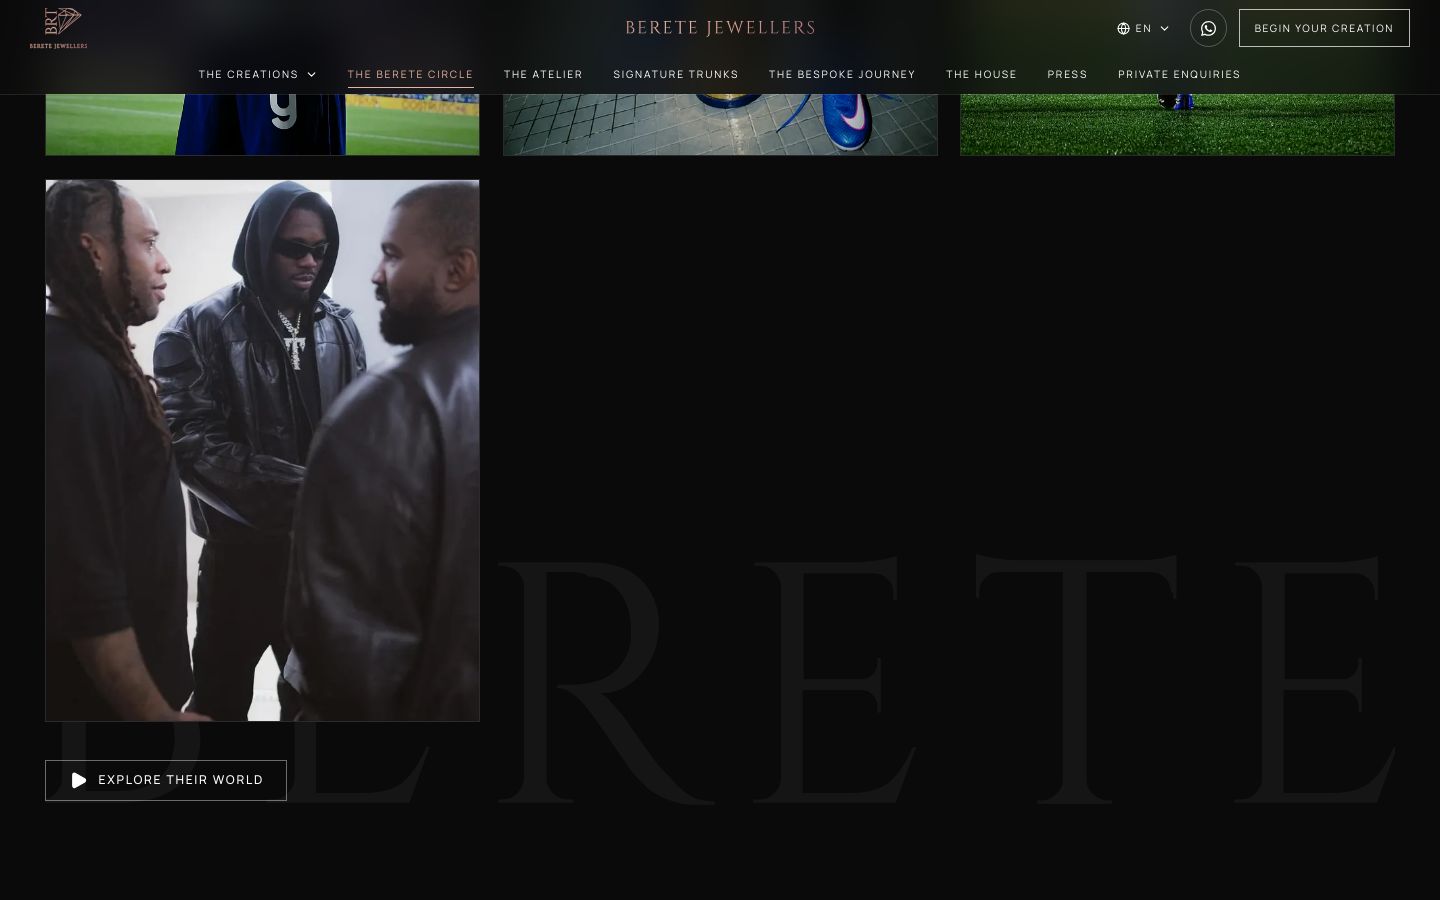 BRT
BERETE JEWELLERS
BERETE JEWELLERS
EN
BEGIN YOUR CREATION
THE CREATIONS
THE BERETE CIRCLE
THE ATELIER
SIGNATURE TRUNKS
THE BESPOKE JOURNEY
THE HOUSE
PRESS
PRIVATE ENQUIRIES
9
BERETE
EXPLORE THEIR WORLD